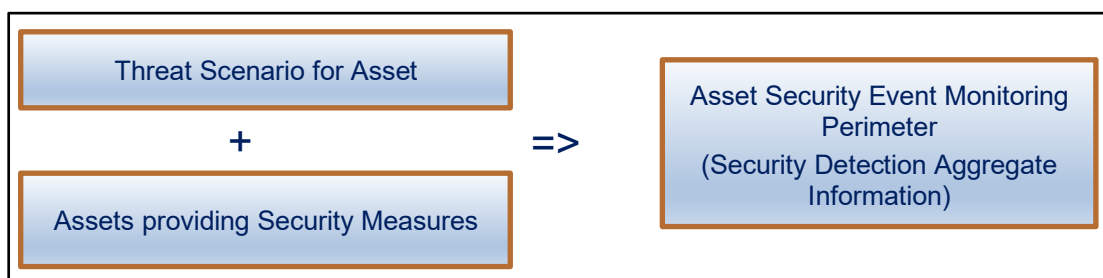 Threat Scenario for Asset
+
Assets providing Security Measures
=>
Asset Security Event Monitoring
Perimeter
(Security Detection Aggregate
Information)